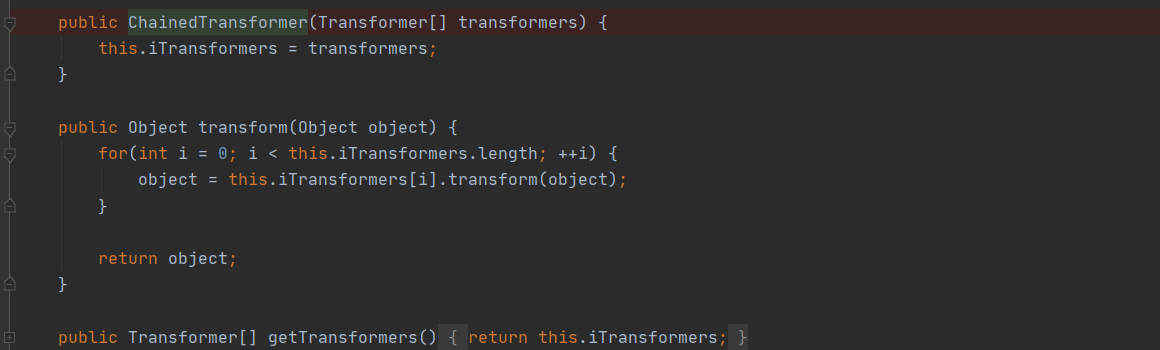 public ChainedTransformer(Transformer[] transformers) {
this.iTransformers = transformers;
}
public Object transform(Object object) {
for(int i = 0; i < this.iTransformers.length; ++i) {
object = this.iTransformers[i].transform(object);
}
return object;
}
public Transformer[] getTransformers() { return this.iTransformers; }